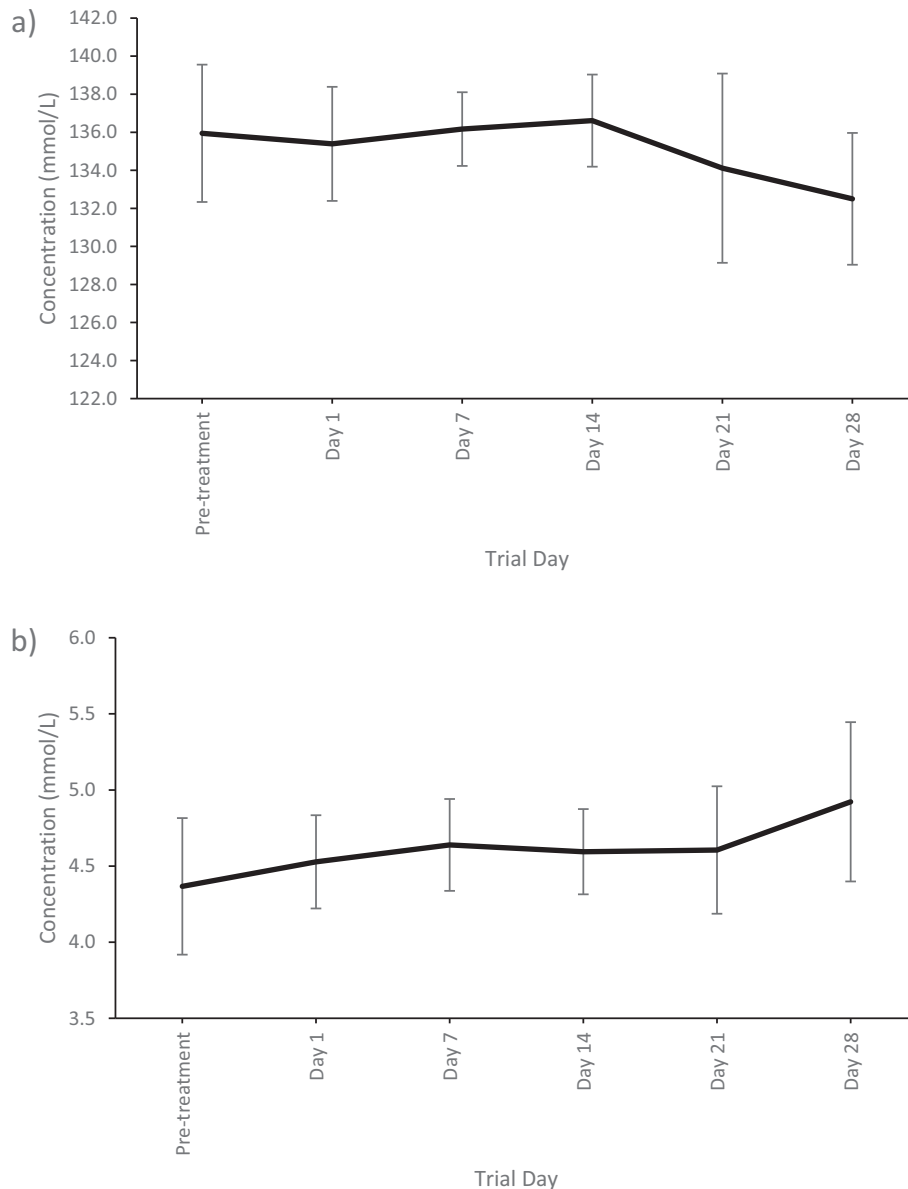 a)
Concentration (mmol/L)
142.0
140.0
138.0
136.0
134.0
132.0
130.0
128.0
126.0
124.0
122.0
Pre-treatment
Day 1
Day 7
Day 14
Day 21
Day 28
Trial Day
b)
Concentration (mmol/L)
6.0
5.5
5.0
4.5
4.0
3.5
Pre-treatment
Day 1
Day 7
Day 14
Day 21
Day 28
Trial Day